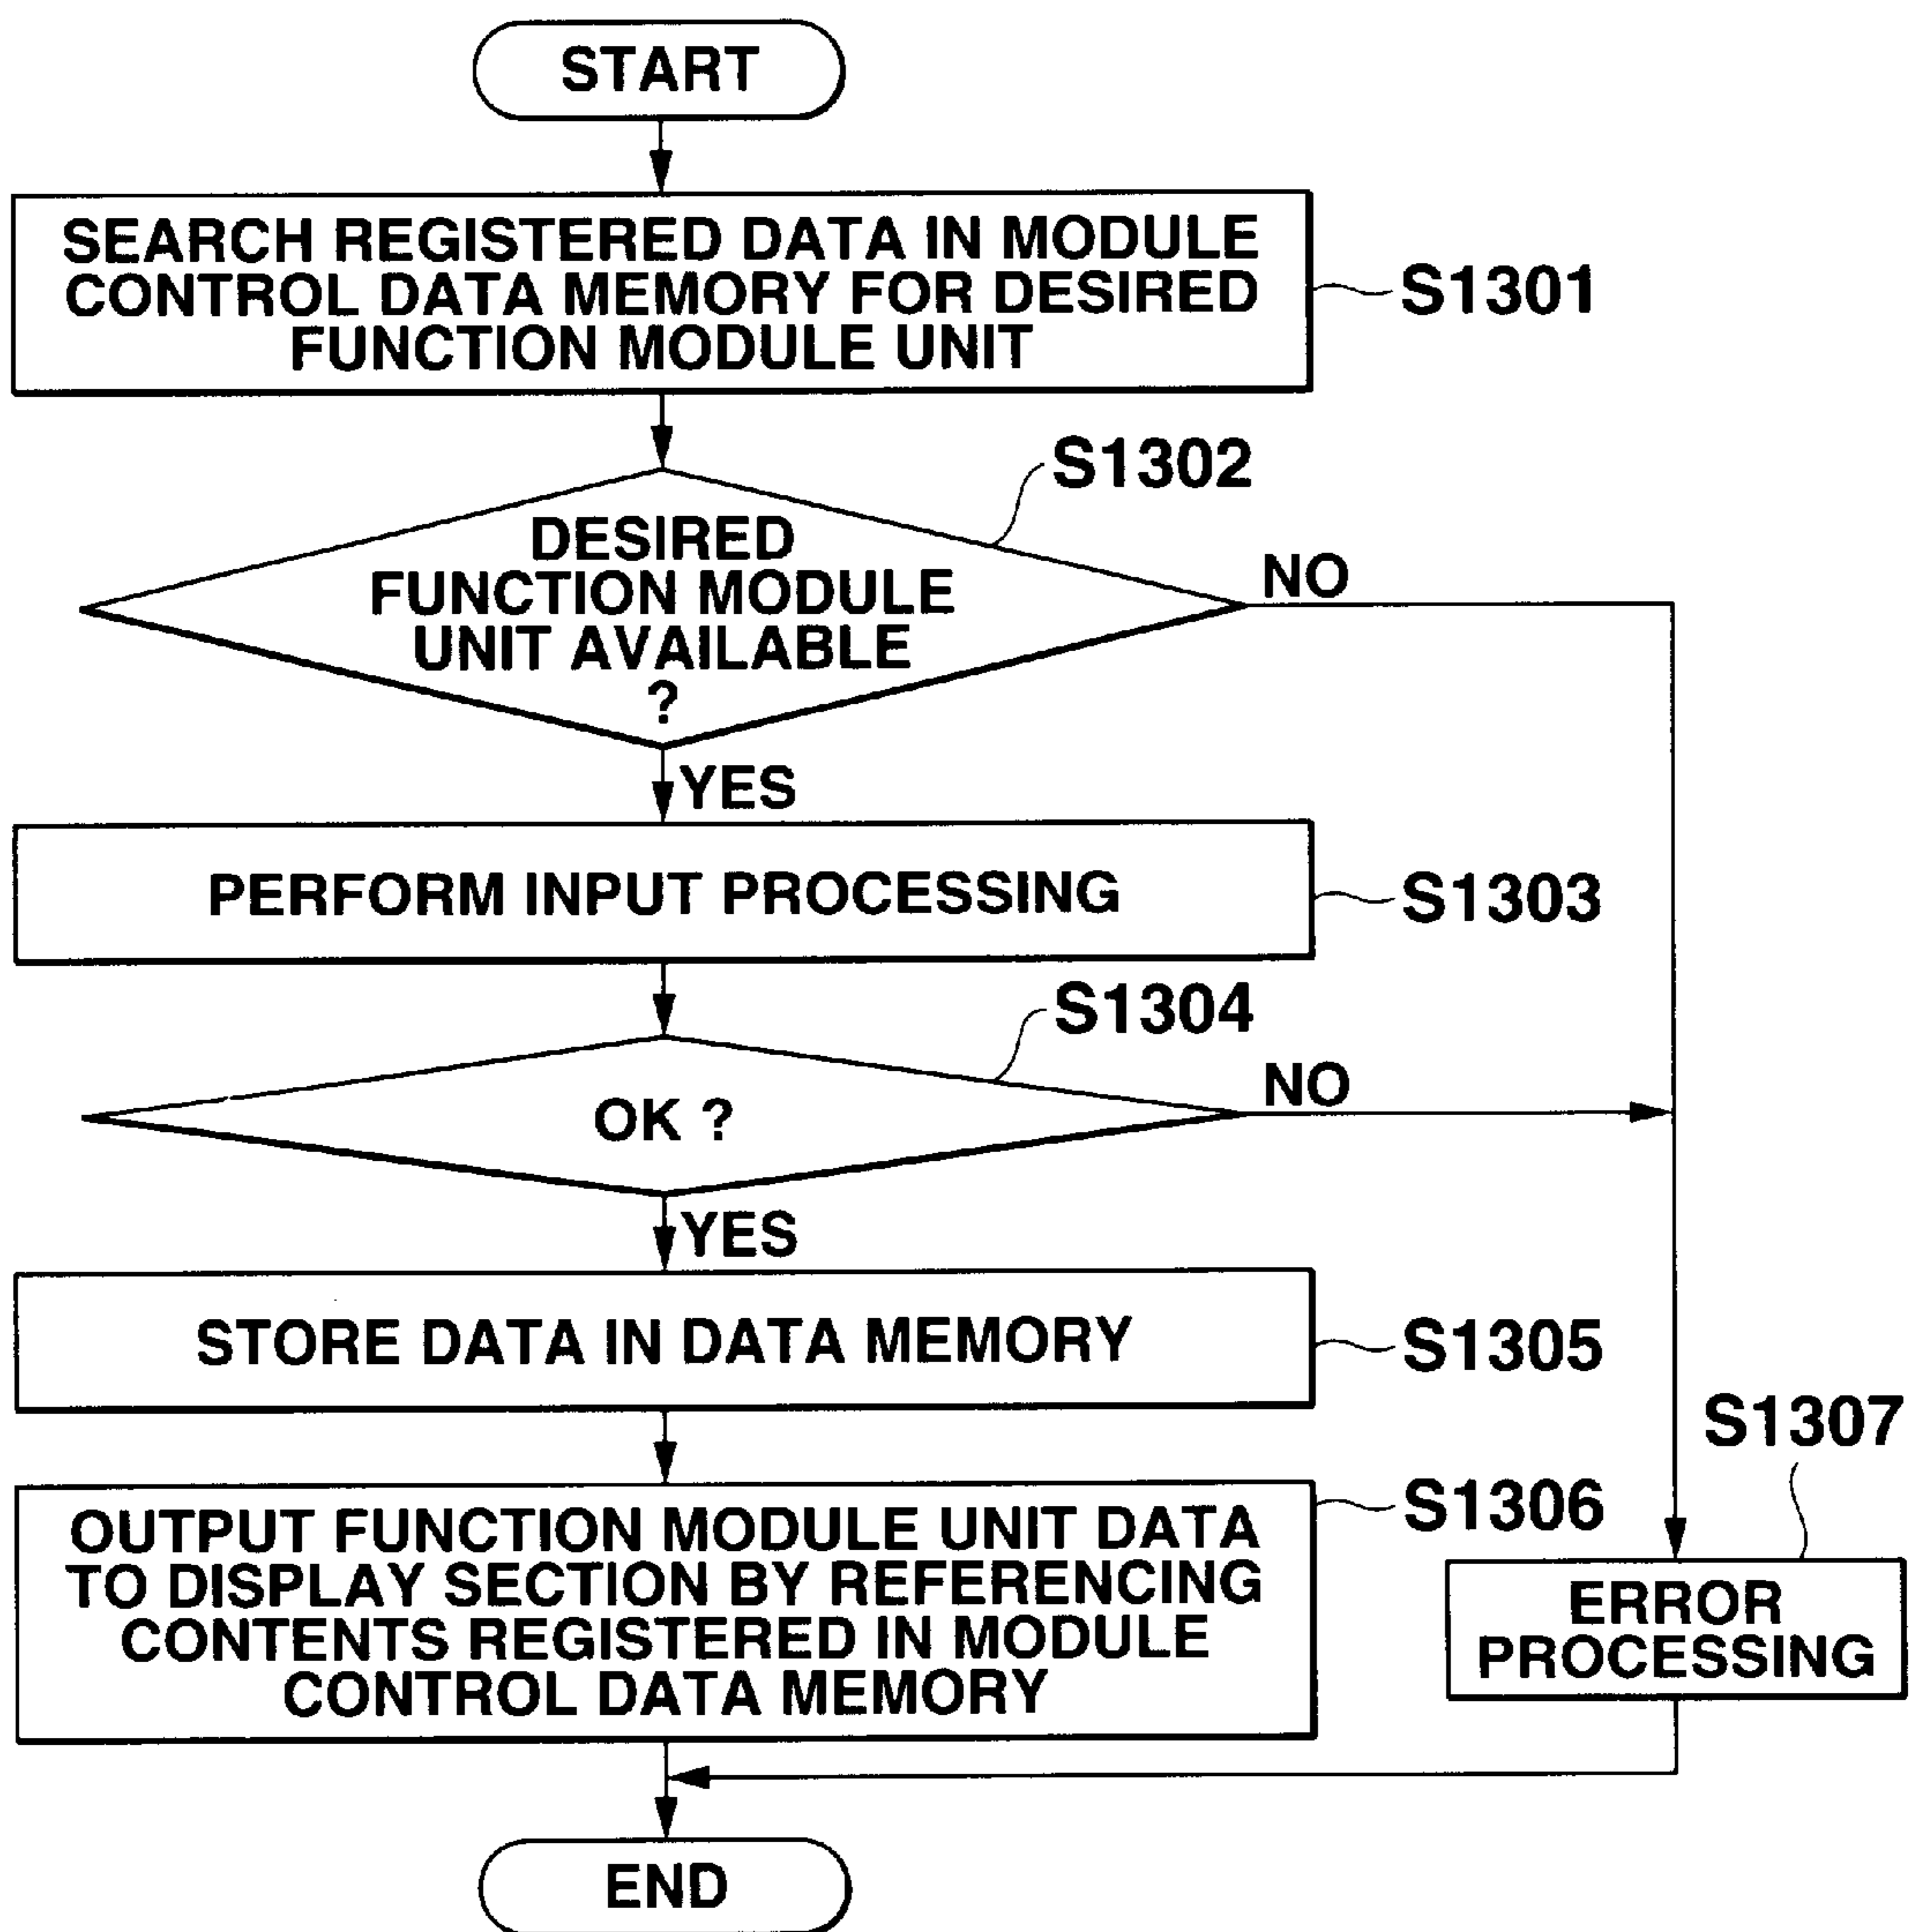 START
SEARCH REGISTERED DATA IN MODULE
CONTROL DATA MEMORY FOR DESIRED
FUNCTION MODULE UNIT
S1301
S1302
DESIRED
FUNCTION MODULE
UNIT AVAILABLE
?
NO
YES
PERFORM INPUT PROCESSING
S1303
S1304
OK ?
NO
YES
STORE DATA IN DATA MEMORY
S1305
S1307
OUTPUT FUNCTION MODULE UNIT DATA
TO DISPLAY SECTION BY REFERENCING
CONTENTS REGISTERED IN MODULE
CONTROL DATA MEMORY
S1306
ERROR
PROCESSING
END